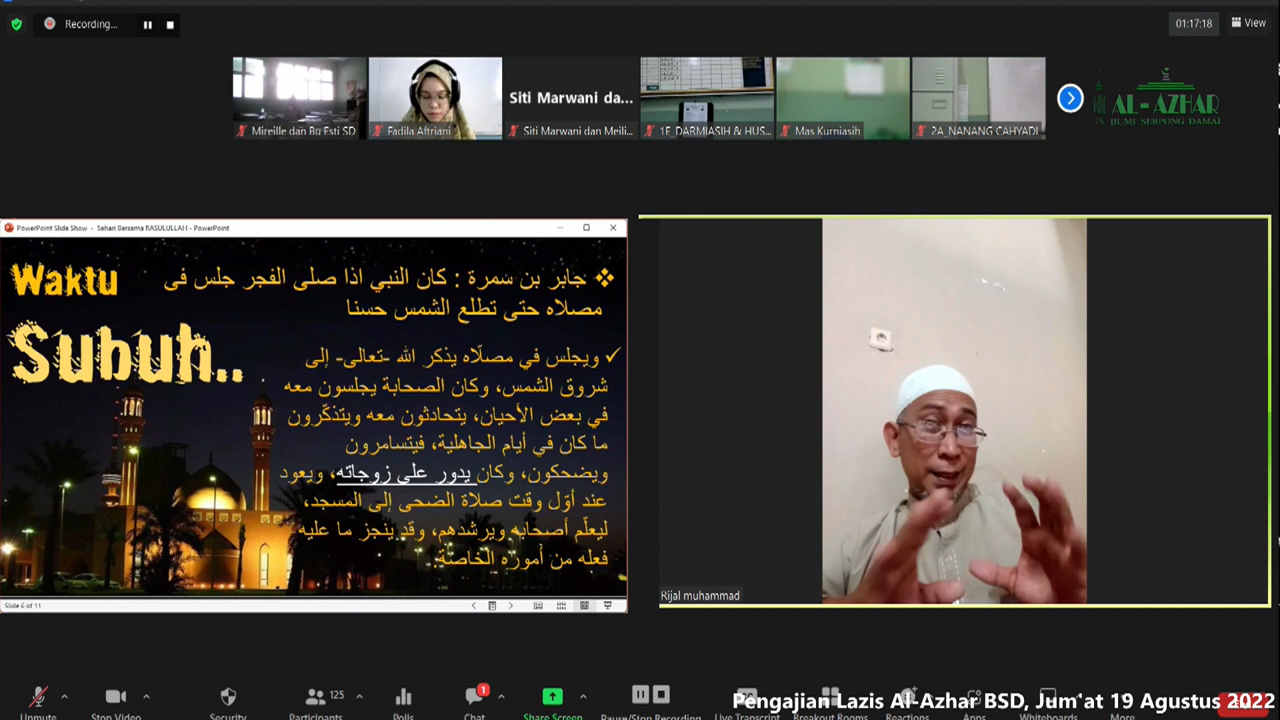 Recording...
01:17:18
View
Siti Marwani da...
Mireille dan Bu Esti SD
Fadila Aftriani
Siti Marwani dan Meili...
1E_DARMIASIH & HUS...
Mas Kurniasih
2A_NANANG CAHYADI
AL-AZHAR
BUMI SERPONG DAMAI
PowerPoint Slide Show - Sehari Bersama RASULULLAH - PowerPoint
Waktu
Subuh..
❖ جابر بن سمرة : كان النبي اذا صلى الفجر جلس فى
مصلاه حتى تطلع الشمس حسنا
✓ ويجلس في مصلّاه يذكر الله -تعالى- إلى
شروق الشمس، وكان الصحابة يجلسون معه
في بعض الأحيان، يتحادثون معه ويتذكّرون
ما كان في أيام الجاهلية، فيتسامرون
ويضحكون، وكان يدور على زوجاته، ويعود
عند أوّل وقت صلاة الضحى إلى المسجد،
ليعلّم أصحابه ويرشدهم، وقد ينجز ما عليه
فعله من أموره الخاصّة.
Slide 6 of 11
Rijal muhammad
Unmute
Stop Video
Security
125
Participants
Polls
1
Chat
Share Screen
Pause/Stop Recording
Live Transcript
Breakout Rooms
Reactions
Apps
Whiteboards
More
Pengajian Lazis Al-Azhar BSD, Jum'at 19 Agustus 2022